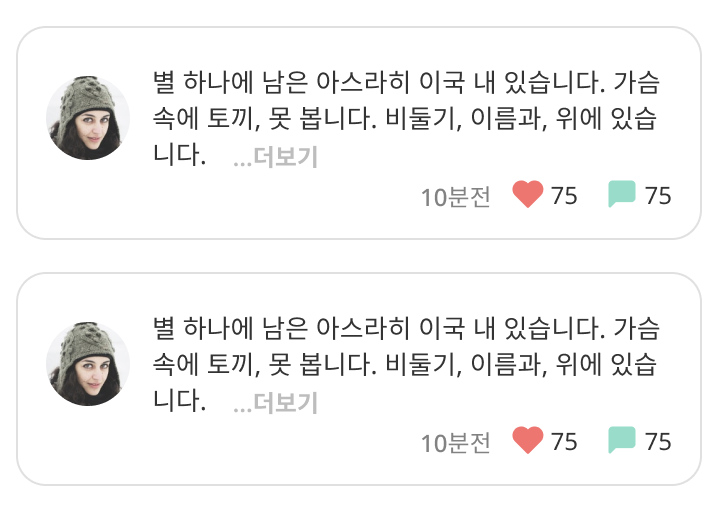 별 하나에 남은 아스라히 이국 내 있습니다. 가슴
속에 토끼, 못 봅니다. 비둘기, 이름과, 위에 있습
니다. ...더보기
10분전 75 75
별 하나에 남은 아스라히 이국 내 있습니다. 가슴
속에 토끼, 못 봅니다. 비둘기, 이름과, 위에 있습
니다. ...더보기
10분전 75 75